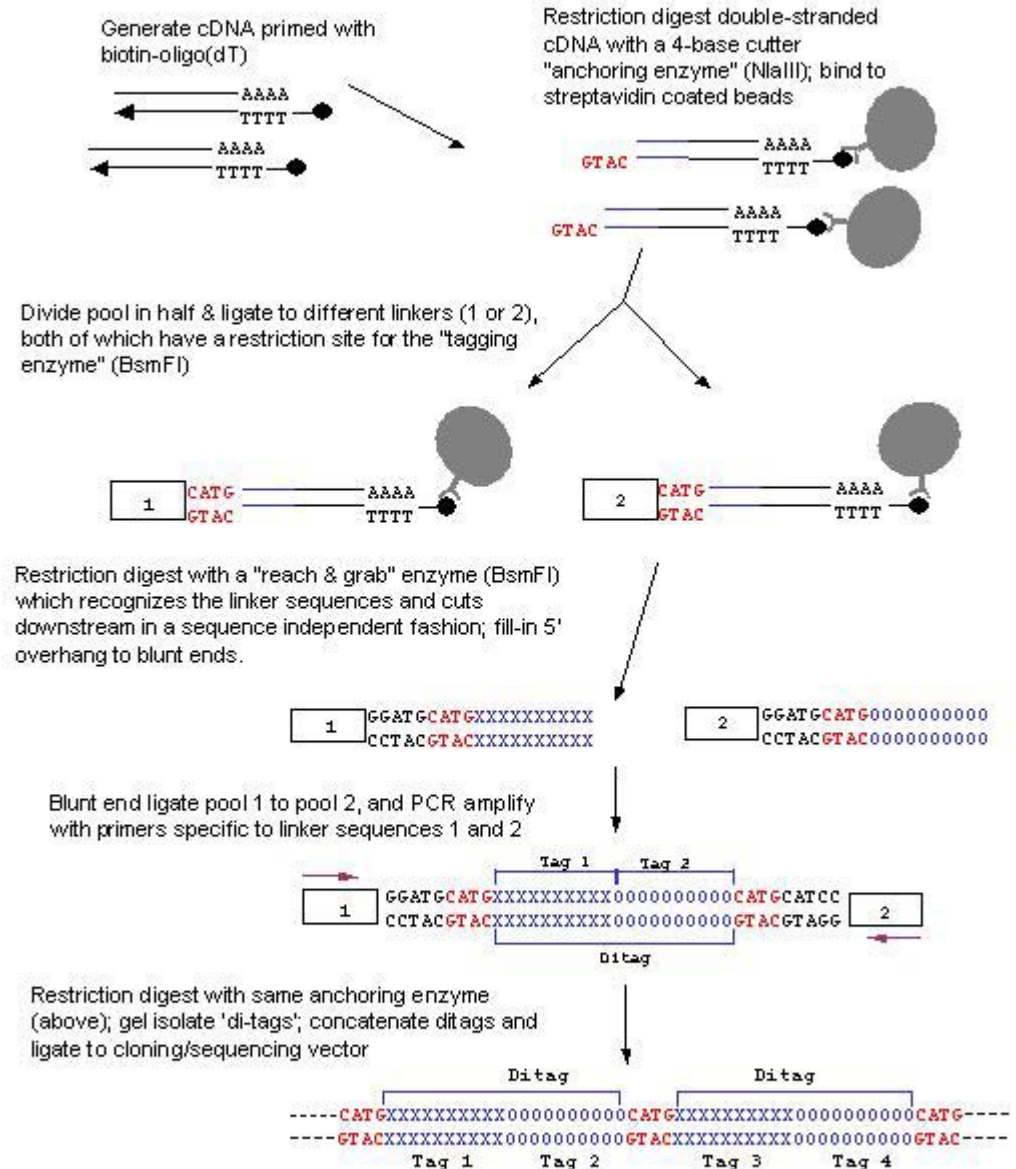 Generate cDNA primed with
biotin-oligo(dT)
AAAA
TTTT
AAAA
TTTT
Restriction digest double-stranded
cDNA with a 4-base cutter
"anchoring enzyme" (NlaIII); bind to
streptavidin coated beads
AAAA
GTAC TTTT
AAAA
GTAC TTTT
Divide pool in half & ligate to different linkers (1 or 2),
both of which have a restriction site for the "tagging
enzyme" (BsmFI)
1 CATG AAAA
GTAC TTTT
2 CATG AAAA
GTAC TTTT
Restriction digest with a "reach & grab" enzyme (BsmFI)
which recognizes the linker sequences and cuts
downstream in a sequence independent fashion; fill-in 5'
overhang to blunt ends.
1 GGATGCATGXXXXXXXXXX
CCTACGTACXXXXXXXXXX
2 GGATGCATGOOOOOOOOOO
CCTACGTACOOOOOOOOOO
Blunt end ligate pool 1 to pool 2, and PCR amplify
with primers specific to linker sequences 1 and 2
Tag 1 Tag 2
1 GGATGCATGXXXXXXXXXXOOOOOOOOOOCATGCATCC
CCTACGTACXXXXXXXXXXOOOOOOOOOOGTACGTAGG 2
Ditag
Restriction digest with same anchoring enzyme
(above); gel isolate 'di-tags'; concatenate ditags and
ligate to cloning/sequencing vector
Ditag Ditag
-----CATGXXXXXXXXXXOOOOOOOOOOCATGXXXXXXXXXXOOOOOOOOOOCATG----
-----GTACXXXXXXXXXXOOOOOOOOOOGTACXXXXXXXXXXOOOOOOOOOOGTAC-----
Tag 1 Tag 2 Tag 3 Tag 4